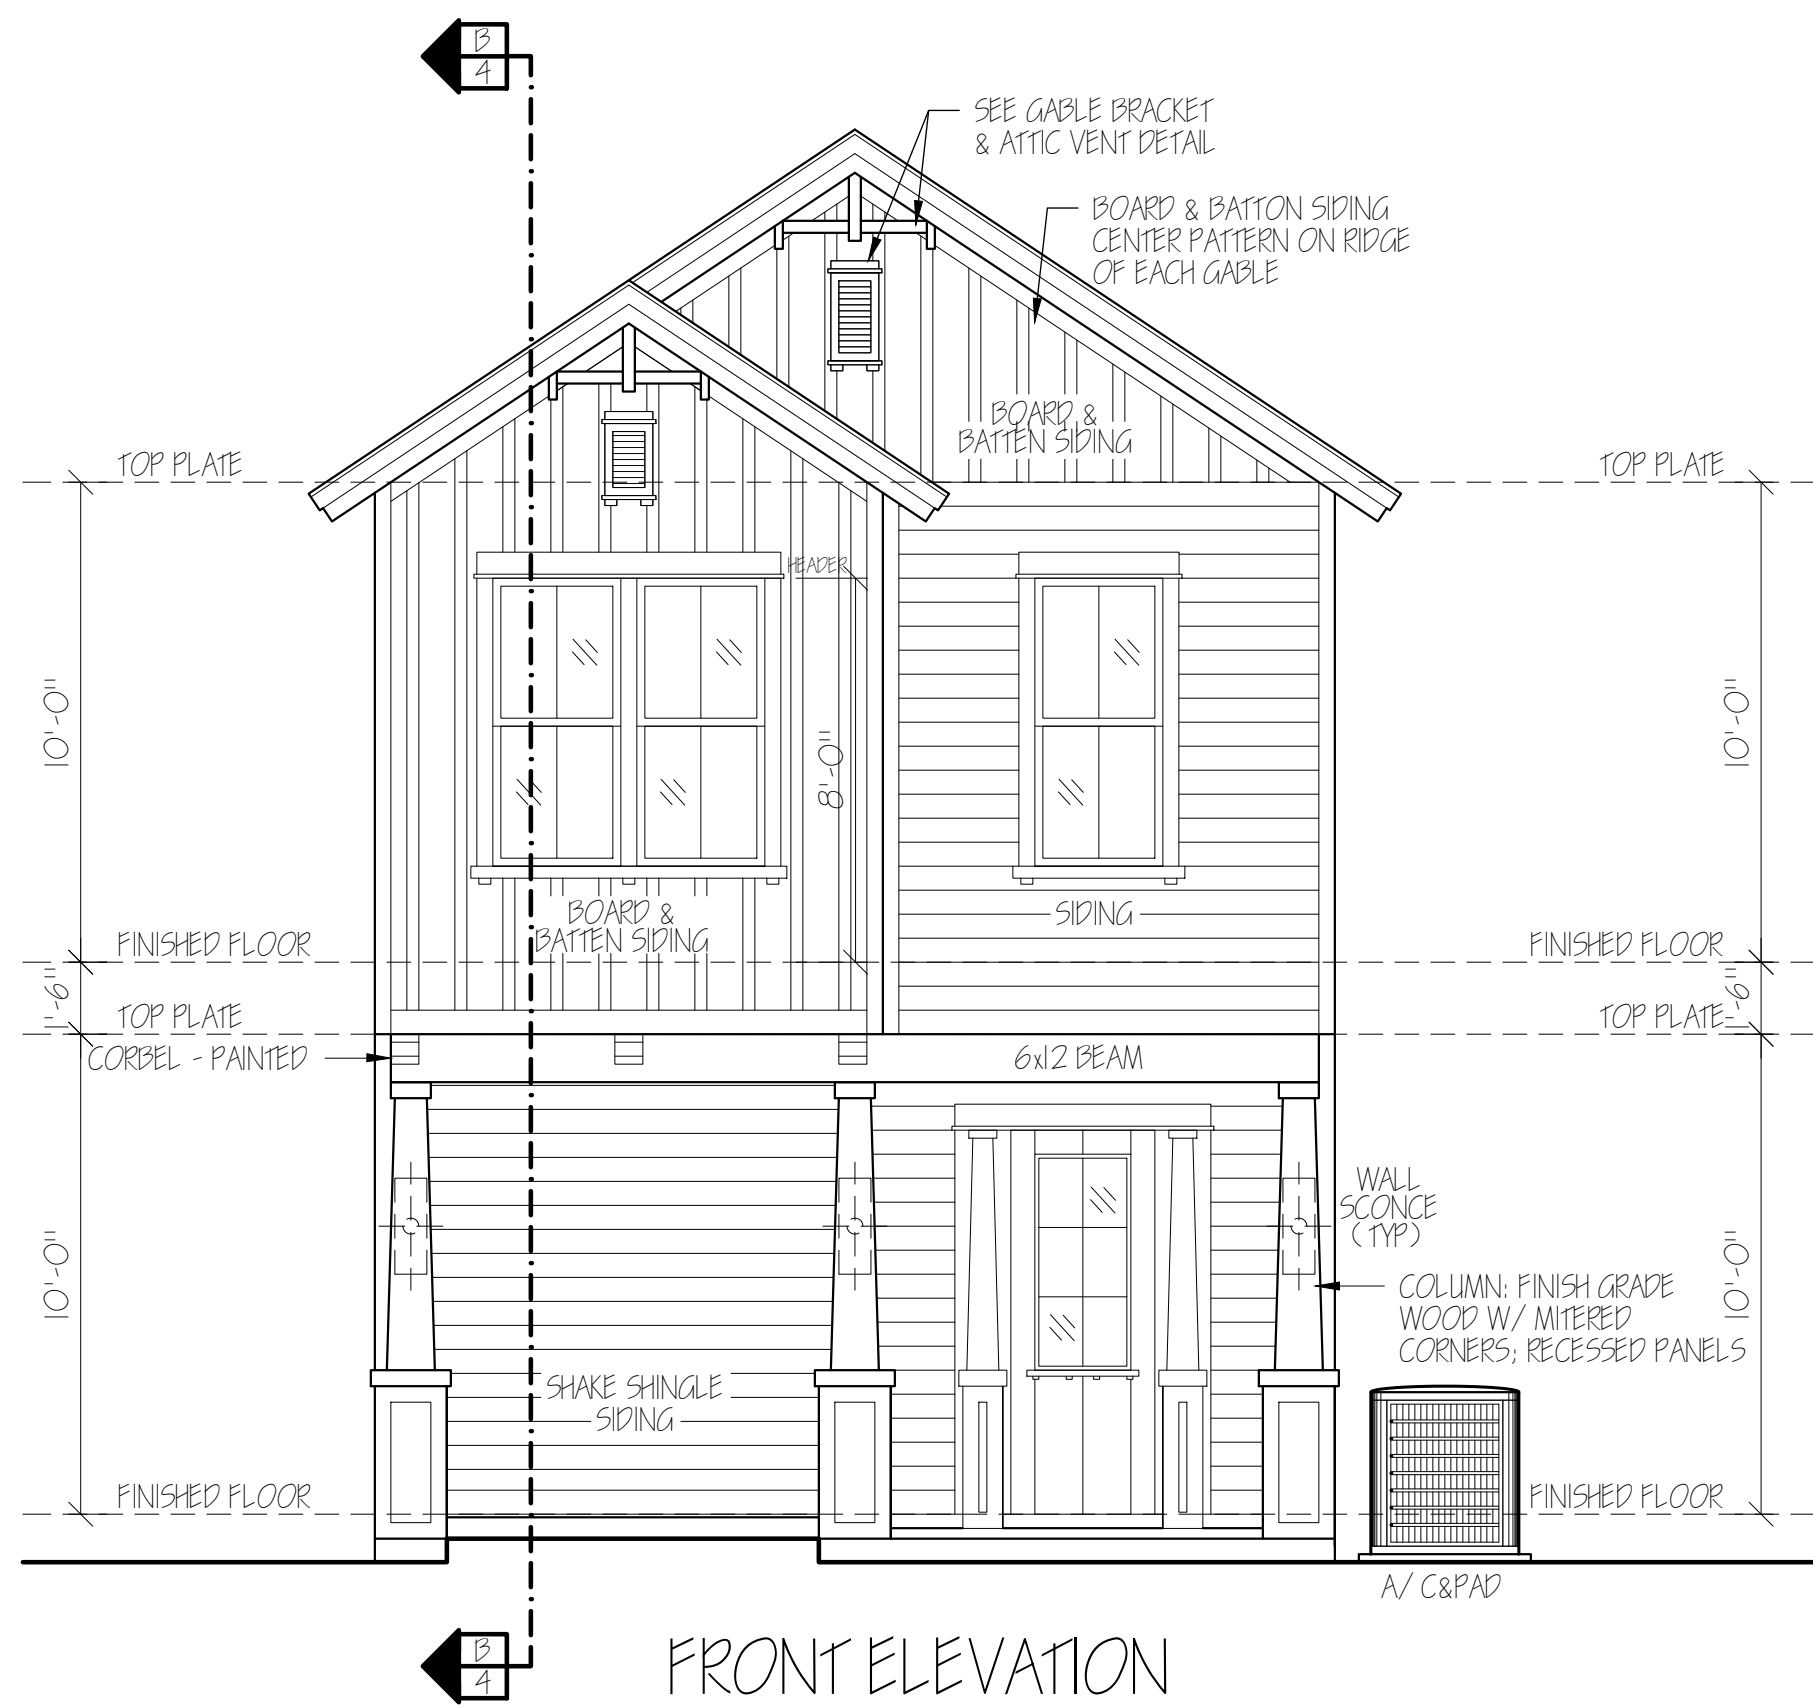 B
4
SEE GABLE BRACKET
& ATTIC VENT DETAIL
BOARD & BATTON SIDING
CENTER PATTERN ON RIDGE
OF EACH GABLE
BOARD &
BATTEN SIDING
TOP PLATE
TOP PLATE
HEADER
10'-0"
8'-0"
10'-0"
BOARD &
BATTEN SIDING
SIDING
FINISHED FLOOR
FINISHED FLOOR
1'-6"
1'-6"
TOP PLATE
TOP PLATE
CORBEL - PAINTED
6x12 BEAM
WALL
SCONCE
(TYP)
10'-0"
10'-0"
COLUMN: FINISH GRADE
WOOD W/ MITERED
CORNERS; RECESSED PANELS
SHAKE SHINGLE
SIDING
FINISHED FLOOR
FINISHED FLOOR
A/ C&PAD
B
4
FRONT ELEVATION